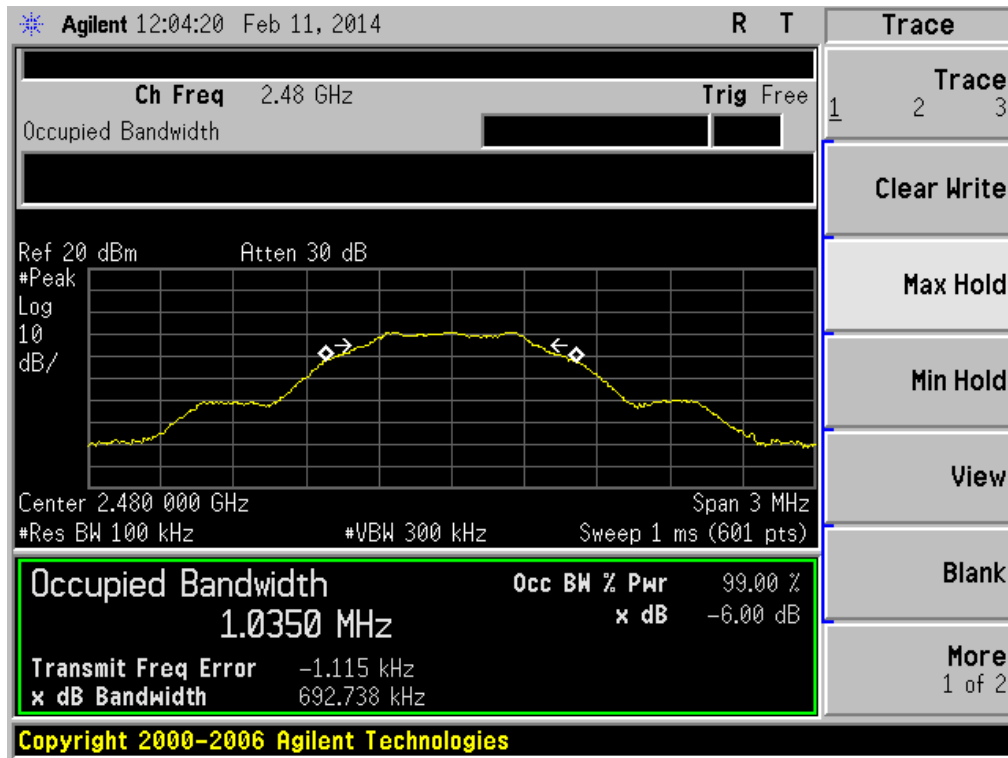 Agilent 12:04:20 Feb 11, 2014 R T
Ch Freq 2.48 GHz Trig Free
Occupied Bandwidth
Ref 20 dBm Atten 30 dB
#Peak
Log
10
dB/
Center 2.480 000 GHz Span 3 MHz
#Res BW 100 kHz #VBW 300 kHz Sweep 1 ms (601 pts)
Occupied Bandwidth Occ BW % Pwr 99.00 %
1.0350 MHz x dB -6.00 dB
Transmit Freq Error -1.115 kHz
x dB Bandwidth 692.738 kHz
Copyright 2000-2006 Agilent Technologies
Trace
Trace
1 2 3
Clear Write
Max Hold
Min Hold
View
Blank
More
1 of 2